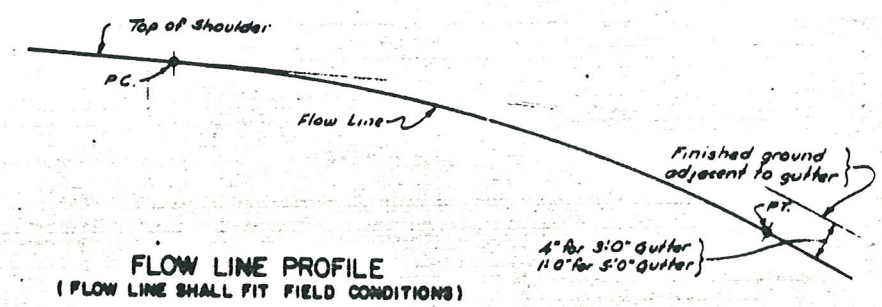 Top of Shoulder
P.C.
Flow Line
Finished ground
adjacent to gutter
P.T.
4" for 3'-0" Gutter
1'-0" for 5'-0" Gutter
FLOW LINE PROFILE
(FLOW LINE SHALL FIT FIELD CONDITIONS)